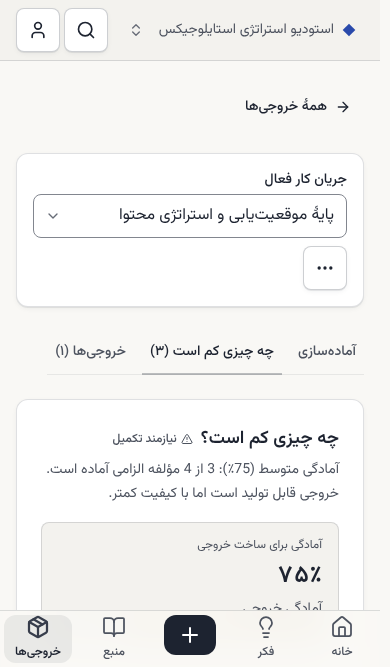 استودیو استراتژی استایلوجیکس
همهٔ خروجی‌ها
جریان کار فعال
پایهٔ موقعیت‌یابی و استراتژی محتوا
آماده‌سازی
چه چیزی کم است (۳)
خروجی‌ها (۱)
چه چیزی کم است؟
نیازمند تکمیل
آمادگی متوسط (75٪): 3 از 4 مؤلفه الزامی آماده است.
خروجی قابل تولید است اما با کیفیت کمتر.
آمادگی برای ساخت خروجی
۷۵٪
آمادگی خروجی
خانه
فکر
منبع
خروجی‌ها